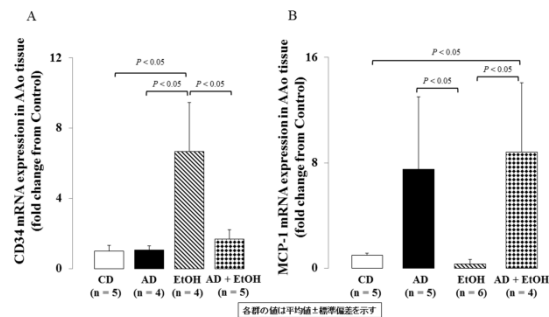 A
CD34 mRNA expression in AAo tissue
(fold change from Control)
12
8
4
0
P < 0.05
P < 0.05
P < 0.05
CD
(n = 5)
AD
(n = 4)
EtOH
(n = 4)
AD + EtOH
(n = 5)
B
MCP-1 mRNA expression in AAo tissue
(fold change from Control)
16
8
0
P < 0.05
P < 0.05
P < 0.05
CD
(n = 5)
AD
(n = 5)
EtOH
(n = 6)
AD + EtOH
(n = 4)
各群の値は平均値±標準偏差を示す